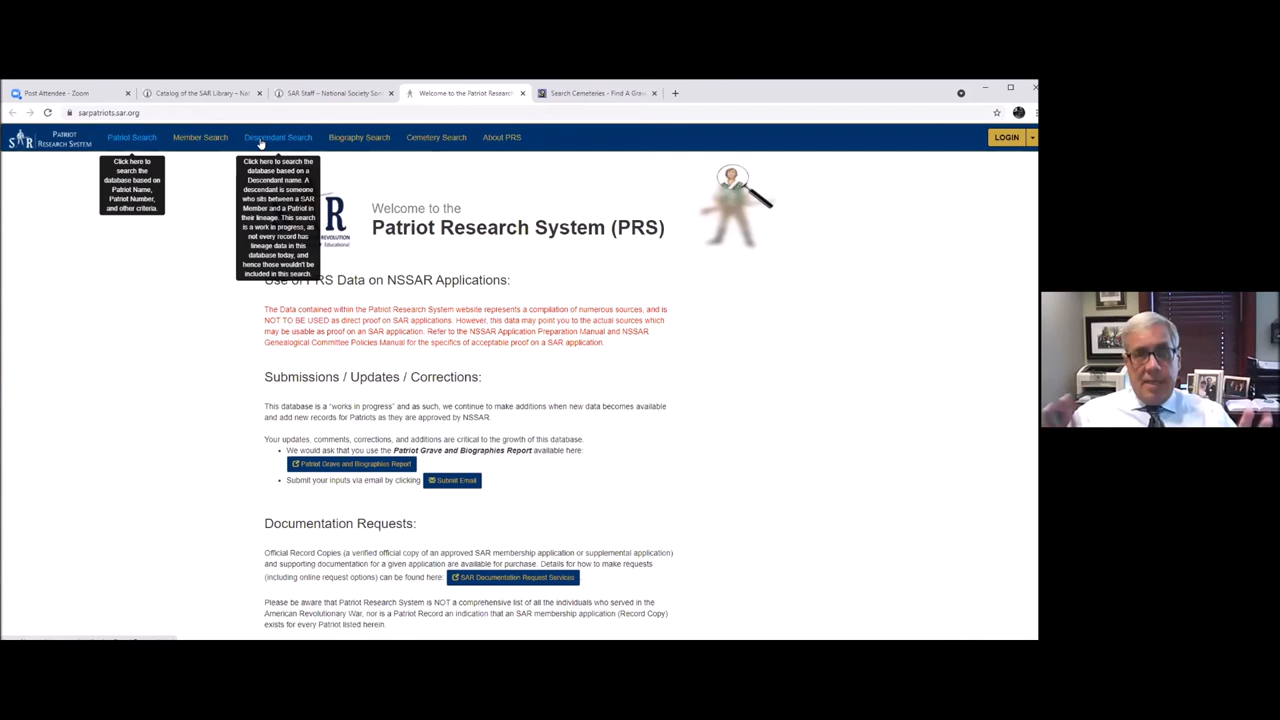 Post Attendee - Zoom
Catalog of the SAR Library – Na
SAR Staff – National Society Son
Welcome to the Patriot Resear
Search Cemeteries - Find A Grav
sarpatriots.sar.org
SAR PATRIOT RESEARCH SYSTEM
Patriot Search
Member Search
Descendant Search
Biography Search
Cemetery Search
About PRS
LOGIN
Click here to
search the
database based on
Patriot Name,
Patriot Number,
and other criteria.
Click here to search the
database based on a
Descendant name. A
descendant is someone
who sits between a SAR
Member and a Patriot in
their lineage. This search
is a work in progress, as
not every record has
lineage data in this
database today, and
hence those wouldn't be
included in this search.
Welcome to the
Patriot Research System (PRS)
Use of PRS Data on NSSAR Applications:
The Data contained within the Patriot Research System website represents a compilation of numerous sources, and is
NOT TO BE USED as direct proof on SAR applications. However, this data may point you to the actual sources which
may be usable as proof on an SAR application. Refer to the NSSAR Application Preparation Manual and NSSAR
Genealogical Committee Policies Manual for the specifics of acceptable proof on a SAR application.
Submissions / Updates / Corrections:
This database is a "works in progress" and as such, we continue to make additions when new data becomes available
and add new records for Patriots as they are approved by NSSAR.
Your updates, comments, corrections, and additions are critical to the growth of this database.
• We would ask that you use the Patriot Grave and Biographies Report available here:
Patriot Grave and Biographies Report
• Submit your inputs via email by clicking Submit Email
Documentation Requests:
Official Record Copies (a verified official copy of an approved SAR membership application or supplemental application)
and supporting documentation for a given application are available for purchase. Details for how to make requests
(including online request options) can be found here: SAR Documentation Request Services
Please be aware that Patriot Research System is NOT a comprehensive list of all the individuals who served in the
American Revolutionary War, nor is a Patriot Record an indication that an SAR membership application (Record Copy)
exists for every Patriot listed herein.